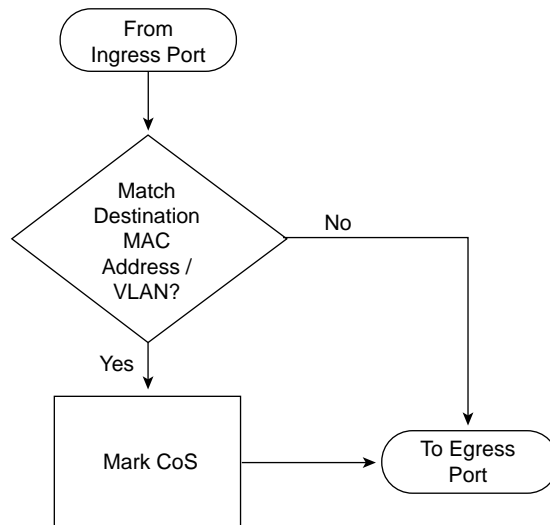 From
Ingress Port
Match
Destination
MAC
Address /
VLAN?
No
Yes
Mark CoS
To Egress
Port